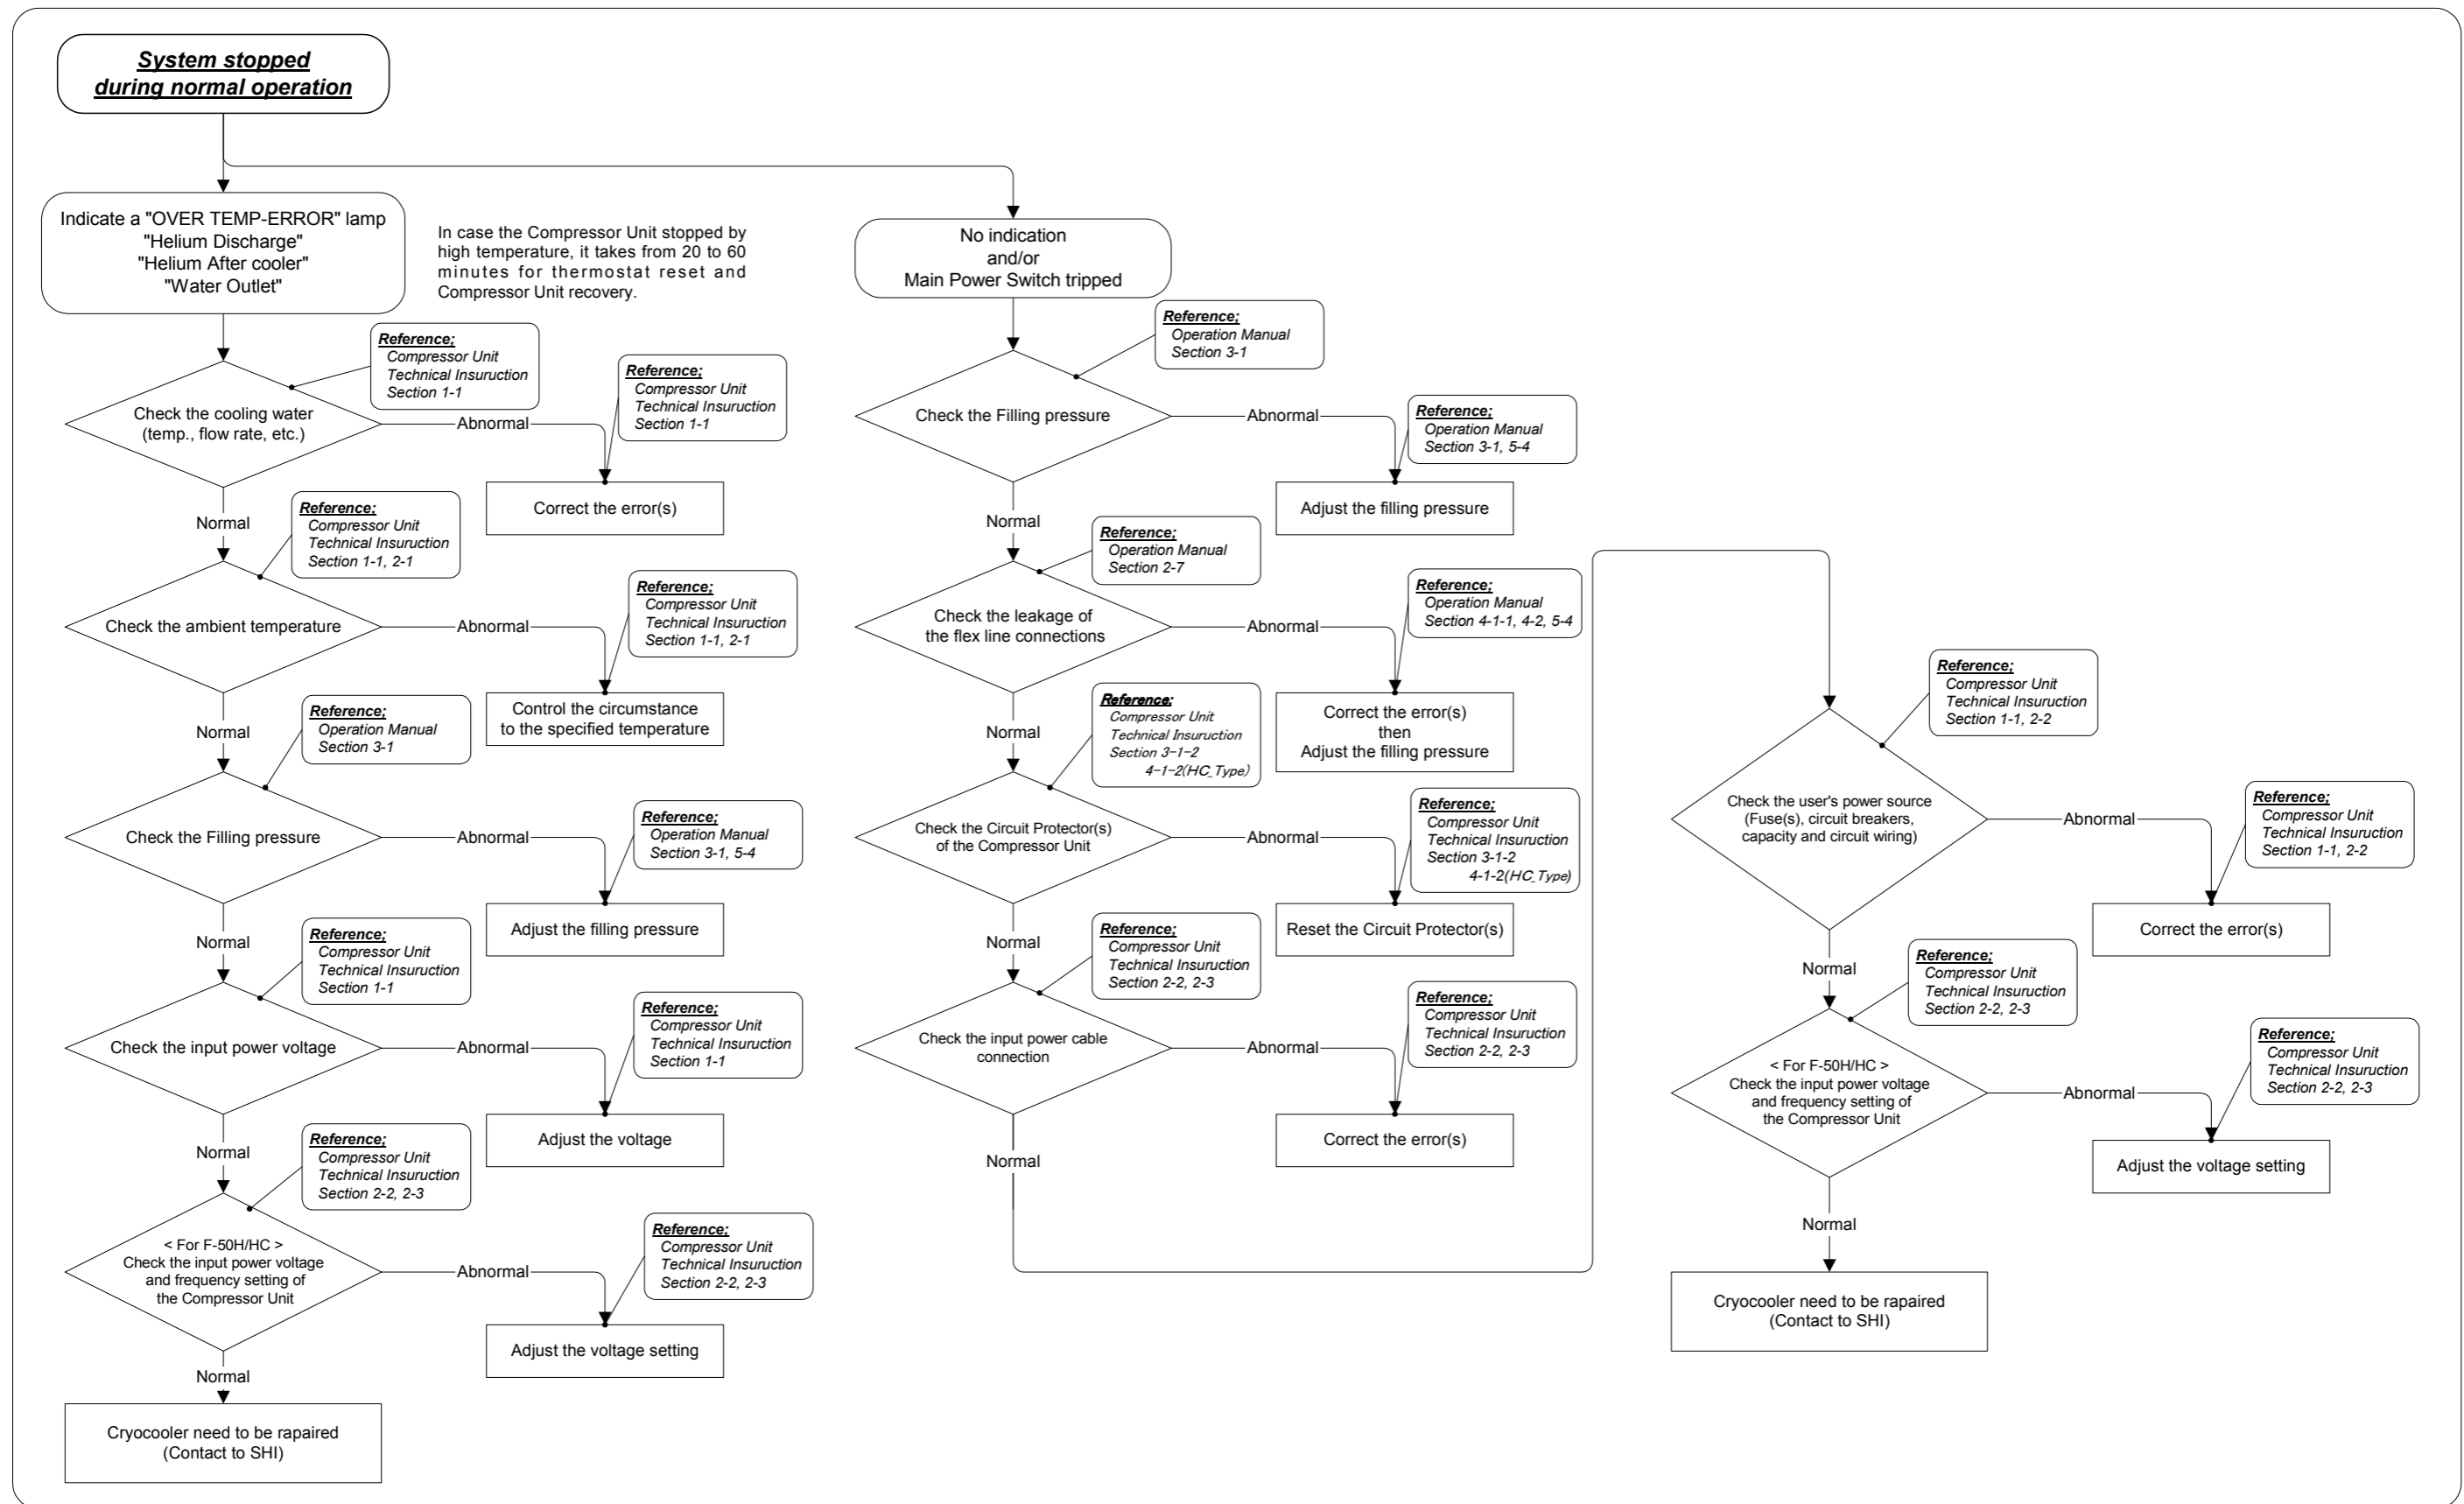 System stopped
during normal operation
Indicate a "OVER TEMP-ERROR" lamp
"Helium Discharge"
"Helium After cooler"
"Water Outlet"
In case the Compressor Unit stopped by
high temperature, it takes from 20 to 60
minutes for thermostat reset and
Compressor Unit recovery.
Reference;
Compressor Unit
Technical Insuruction
Section 1-1
Check the cooling water
(temp., flow rate, etc.)
Abnormal
Reference;
Compressor Unit
Technical Insuruction
Section 1-1
Correct the error(s)
Normal
Reference;
Compressor Unit
Technical Insuruction
Section 1-1, 2-1
Check the ambient temperature
Abnormal
Reference;
Compressor Unit
Technical Insuruction
Section 1-1, 2-1
Control the circumstance
to the specified temperature
Normal
Reference;
Operation Manual
Section 3-1
Check the Filling pressure
Abnormal
Reference;
Operation Manual
Section 3-1, 5-4
Adjust the filling pressure
Normal
Reference;
Compressor Unit
Technical Insuruction
Section 1-1
Check the input power voltage
Abnormal
Reference;
Compressor Unit
Technical Insuruction
Section 1-1
Adjust the voltage
Normal
Reference;
Compressor Unit
Technical Insuruction
Section 2-2, 2-3
< For F-50H/HC >
Check the input power voltage
and frequency setting of
the Compressor Unit
Abnormal
Reference;
Compressor Unit
Technical Insuruction
Section 2-2, 2-3
Adjust the voltage setting
Normal
Cryocooler need to be rapaired
(Contact to SHI)
No indication
and/or
Main Power Switch tripped
Reference;
Operation Manual
Section 3-1
Check the Filling pressure
Abnormal
Reference;
Operation Manual
Section 3-1, 5-4
Adjust the filling pressure
Normal
Reference;
Operation Manual
Section 2-7
Check the leakage of
the flex line connections
Abnormal
Reference;
Operation Manual
Section 4-1-1, 4-2, 5-4
Correct the error(s)
then
Adjust the filling pressure
Normal
Reference;
Compressor Unit
Technical Insuruction
Section 3-1-2
4-1-2(HC_Type)
Check the Circuit Protector(s)
of the Compressor Unit
Abnormal
Reference;
Compressor Unit
Technical Insuruction
Section 3-1-2
4-1-2(HC_Type)
Reset the Circuit Protector(s)
Normal
Reference;
Compressor Unit
Technical Insuruction
Section 2-2, 2-3
Check the input power cable
connection
Abnormal
Reference;
Compressor Unit
Technical Insuruction
Section 2-2, 2-3
Correct the error(s)
Normal
Reference;
Compressor Unit
Technical Insuruction
Section 1-1, 2-2
Check the user's power source
(Fuse(s), circuit breakers,
capacity and circuit wiring)
Abnormal
Reference;
Compressor Unit
Technical Insuruction
Section 1-1, 2-2
Correct the error(s)
Normal
Reference;
Compressor Unit
Technical Insuruction
Section 2-2, 2-3
< For F-50H/HC >
Check the input power voltage
and frequency setting of
the Compressor Unit
Abnormal
Reference;
Compressor Unit
Technical Insuruction
Section 2-2, 2-3
Adjust the voltage setting
Normal
Cryocooler need to be rapaired
(Contact to SHI)